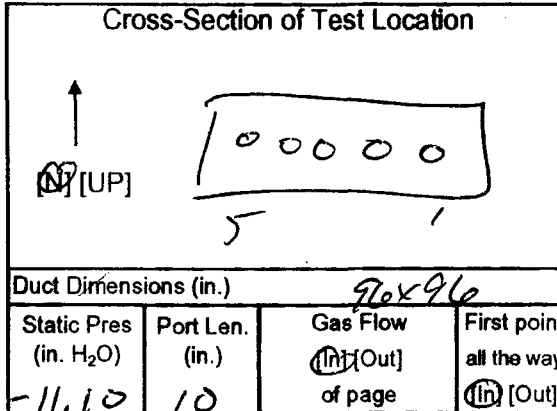 Cross-Section of Test Location
[N] [UP]
5 1
Duct Dimensions (in.) 96x96
Static Pres Port Len. Gas Flow First poin
(in. H₂O) (in.) [In] [Out] all the way
-11.10 10 of page [In] [Out]